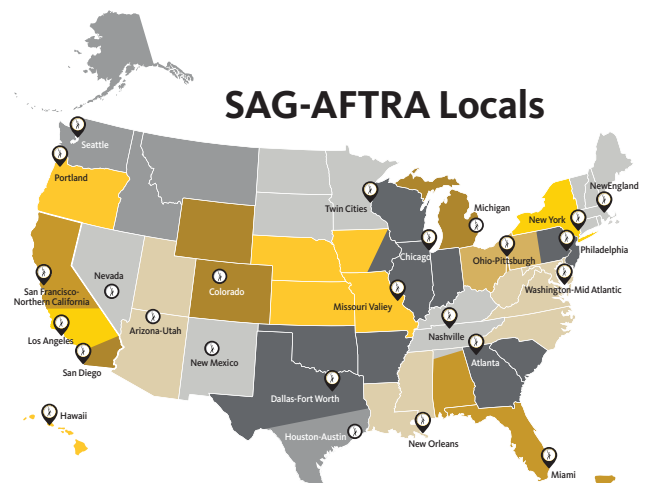 SAG-AFTRA Locals
Seattle
Portland
Twin Cities
Michigan
NewEngland
New York
Chicago
Ohio-Pittsburgh
Philadelphia
San Francisco-
Northern California
Nevada
Colorado
Missouri Valley
Washington-Mid Atlantic
Los Angeles
Arizona-Utah
Nashville
San Diego
New Mexico
Atlanta
Dallas-Fort Worth
Hawaii
Houston-Austin
New Orleans
Miami